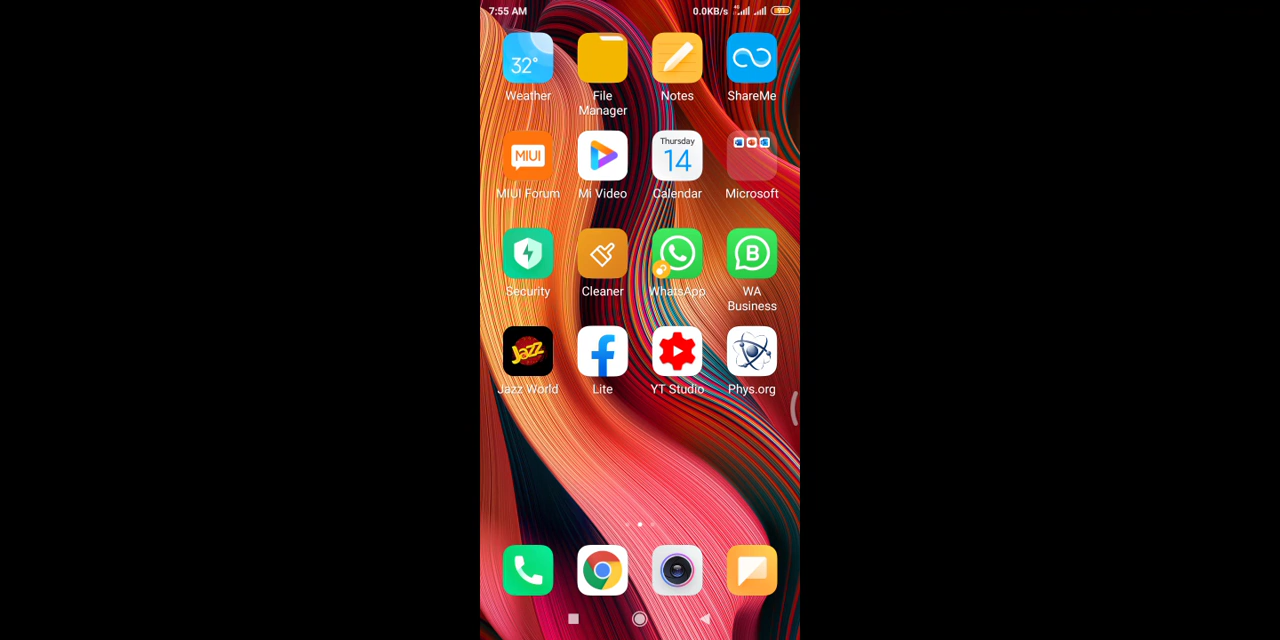 7:55 AM 0.0KB/s 4G
32°
Weather
File
Manager
Notes
ShareMe
MIUI
MIUI Forum
Mi Video
Thursday
14
Calendar
Microsoft
Security
Cleaner
WhatsApp
B
WA
Business
Jazz
Jazz World
Lite
YT Studio
Phys.org